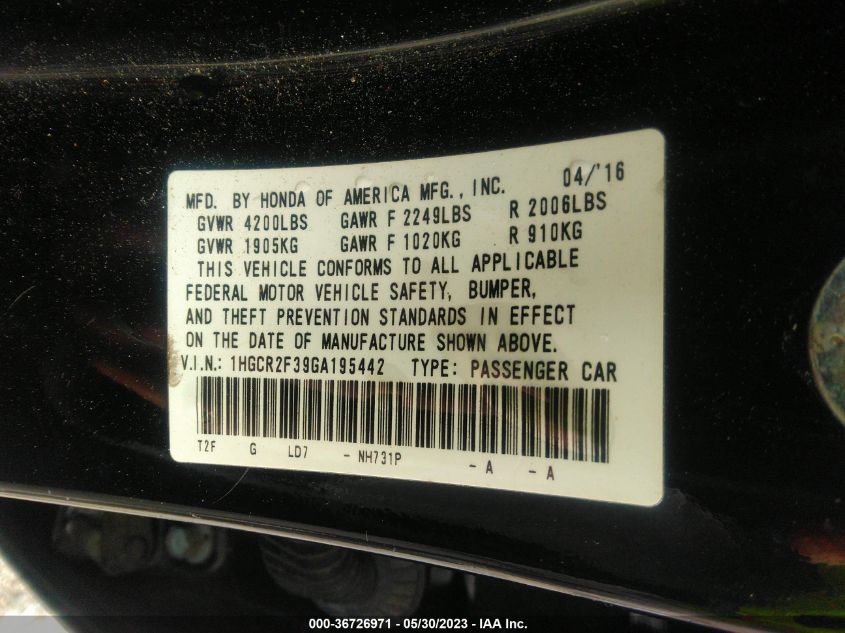 MFD. BY HONDA OF AMERICA MFG., INC. 04/'16
GVWR 4200LBS GAWR F 2249LBS R 2006LBS
GVWR 1905KG GAWR F 1020KG R 910KG
THIS VEHICLE CONFORMS TO ALL APPLICABLE
FEDERAL MOTOR VEHICLE SAFETY, BUMPER,
AND THEFT PREVENTION STANDARDS IN EFFECT
ON THE DATE OF MANUFACTURE SHOWN ABOVE.
V.I.N.: 1HGCR2F39GA195442 TYPE: PASSENGER CAR
T2F G LD7 - NH731P - A - A
000-36726971 — 05/30/2023 — IAA Inc.